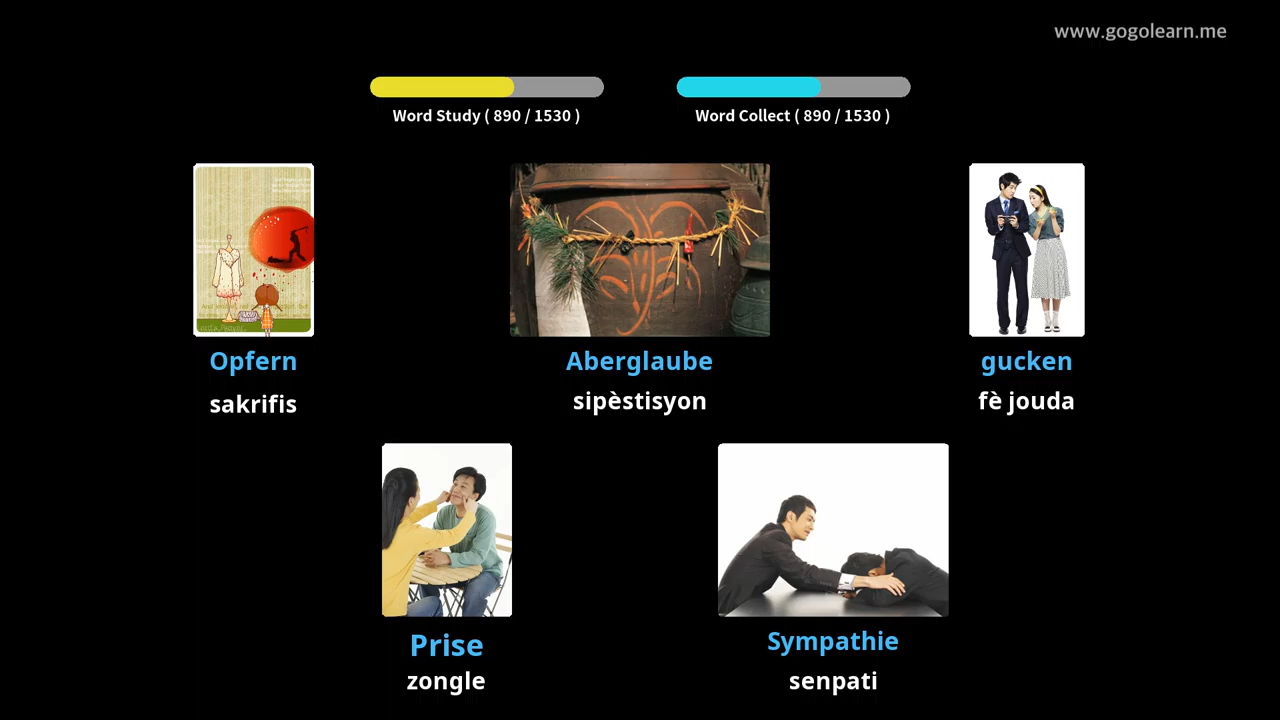 www.gogolearn.me
Word Study ( 890 / 1530 )
Word Collect ( 890 / 1530 )
Opfern
sakrifis
Aberglaube
sipèstisyon
gucken
fè jouda
Prise
zongle
Sympathie
senpati